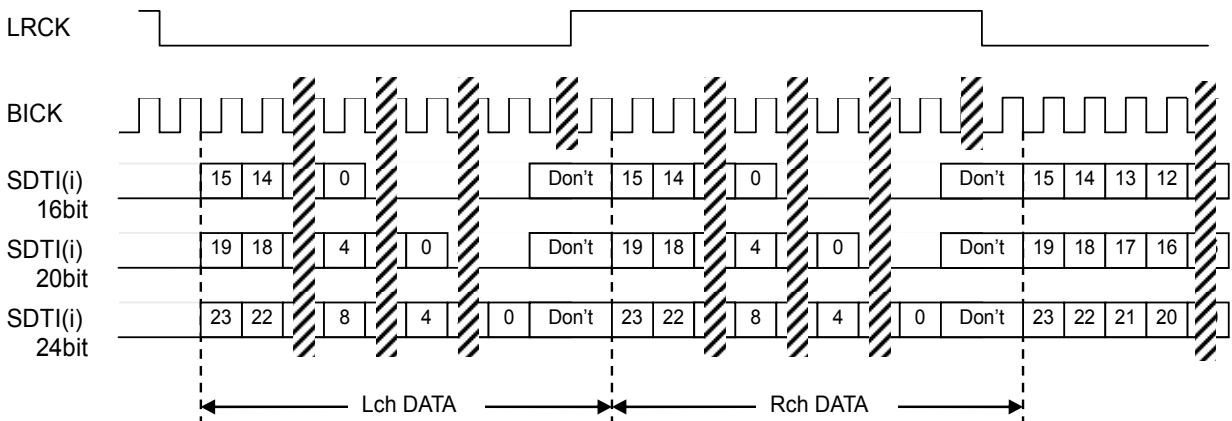 LRCK
BICK
SDTI(i) 15 14 0 Don't 15 14 0 Don't 15 14 13 12
16bit
SDTI(i) 19 18 4 0 Don't 19 18 4 0 Don't 19 18 17 16
20bit
SDTI(i) 23 22 8 4 0 Don't 23 22 8 4 0 Don't 23 22 21 20
24bit
Lch DATA Rch DATA